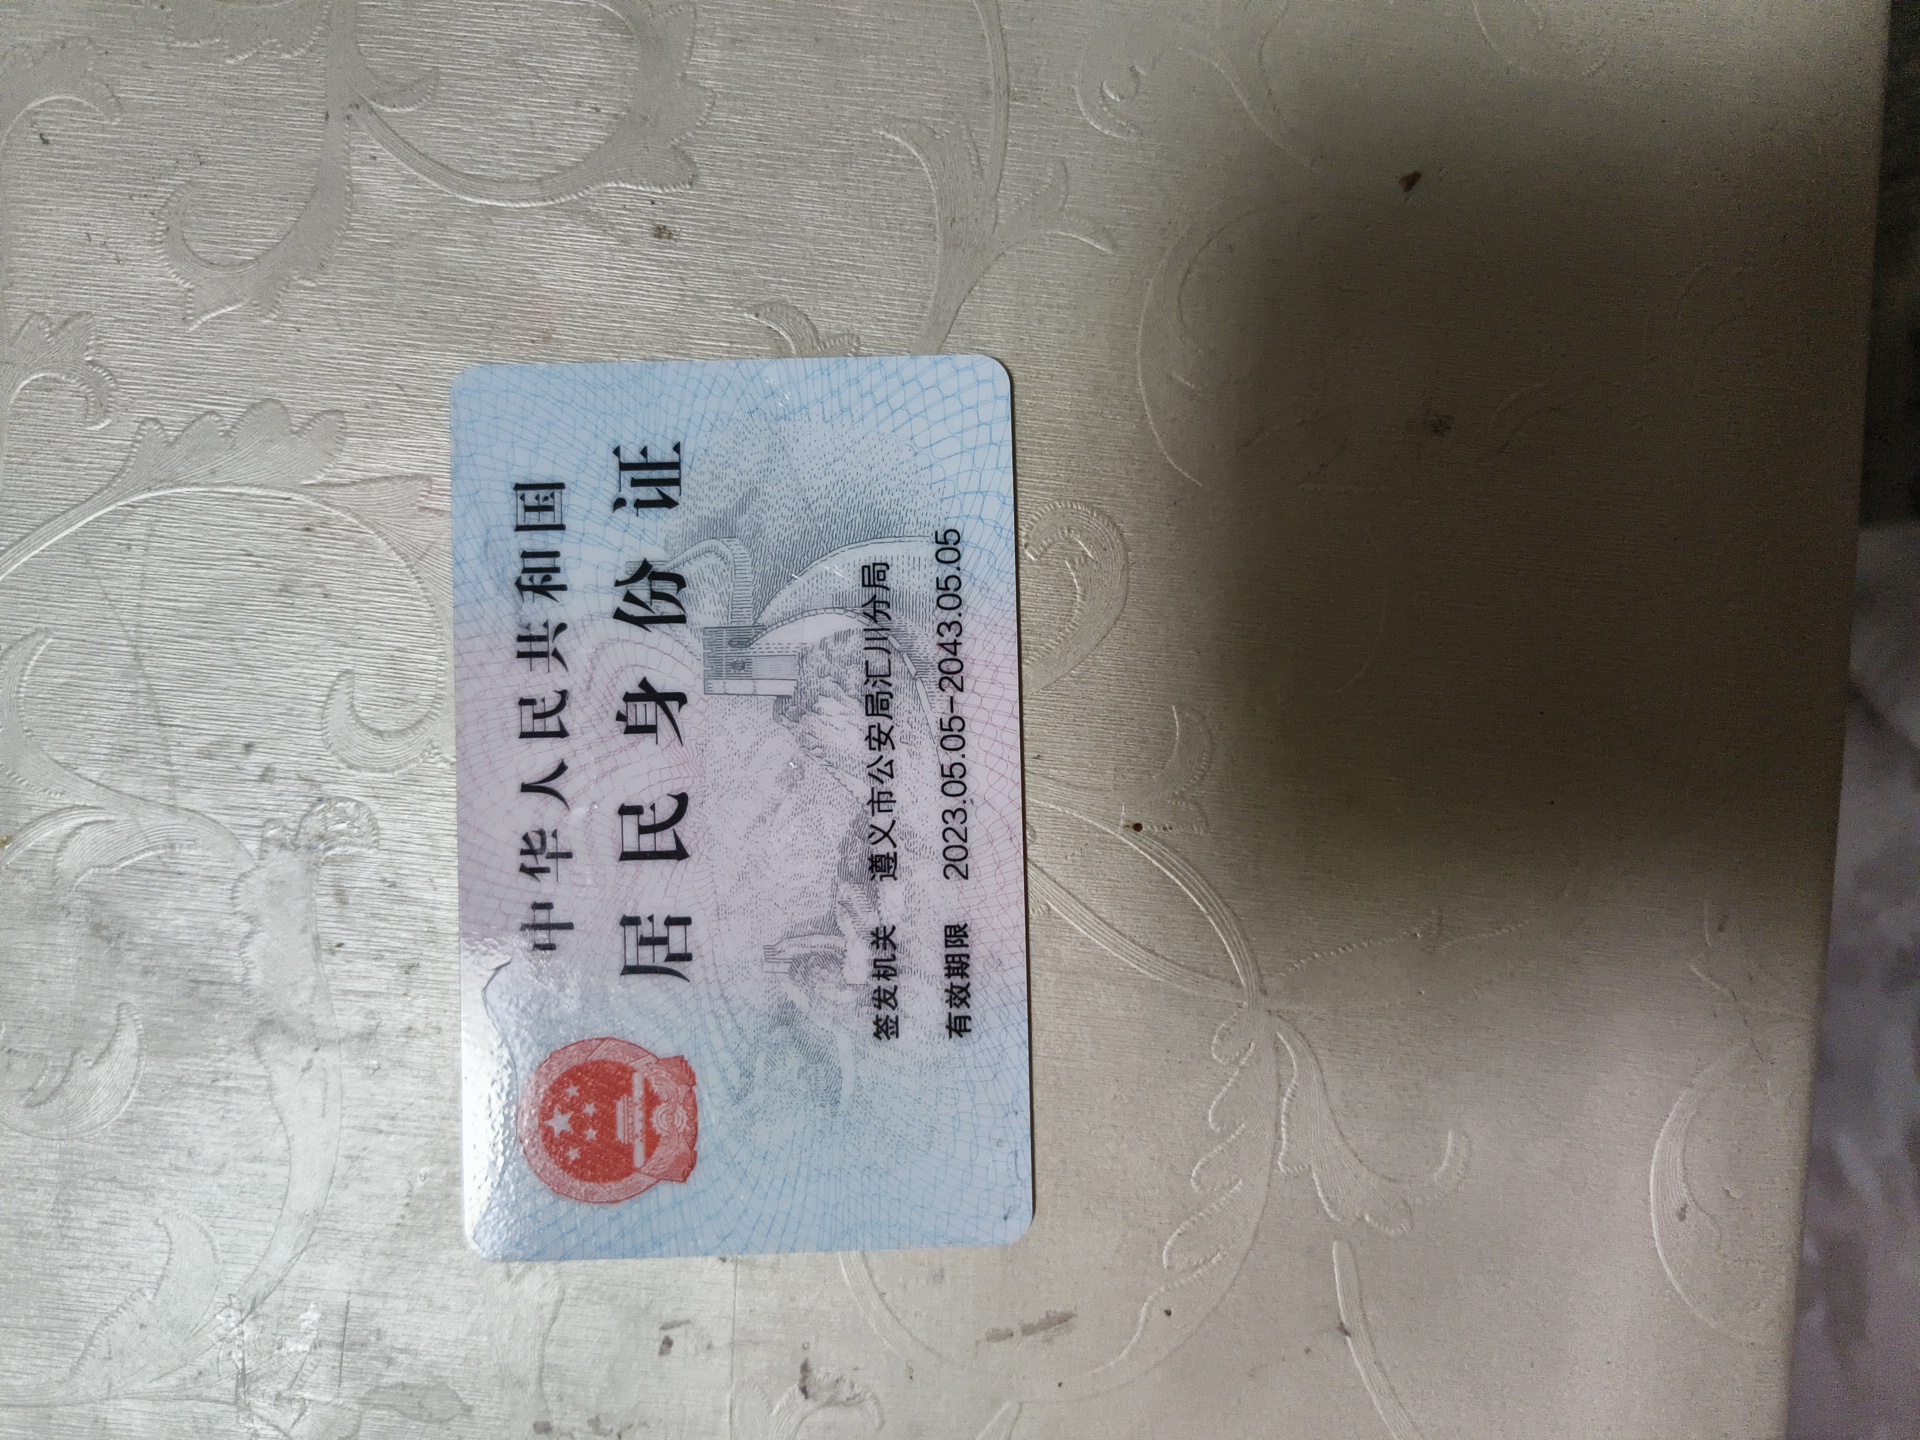 中华人民共和国
居民身份证
签发机关 遵义市公安局汇川分局
有效期限 2023.05.05-2043.05.05